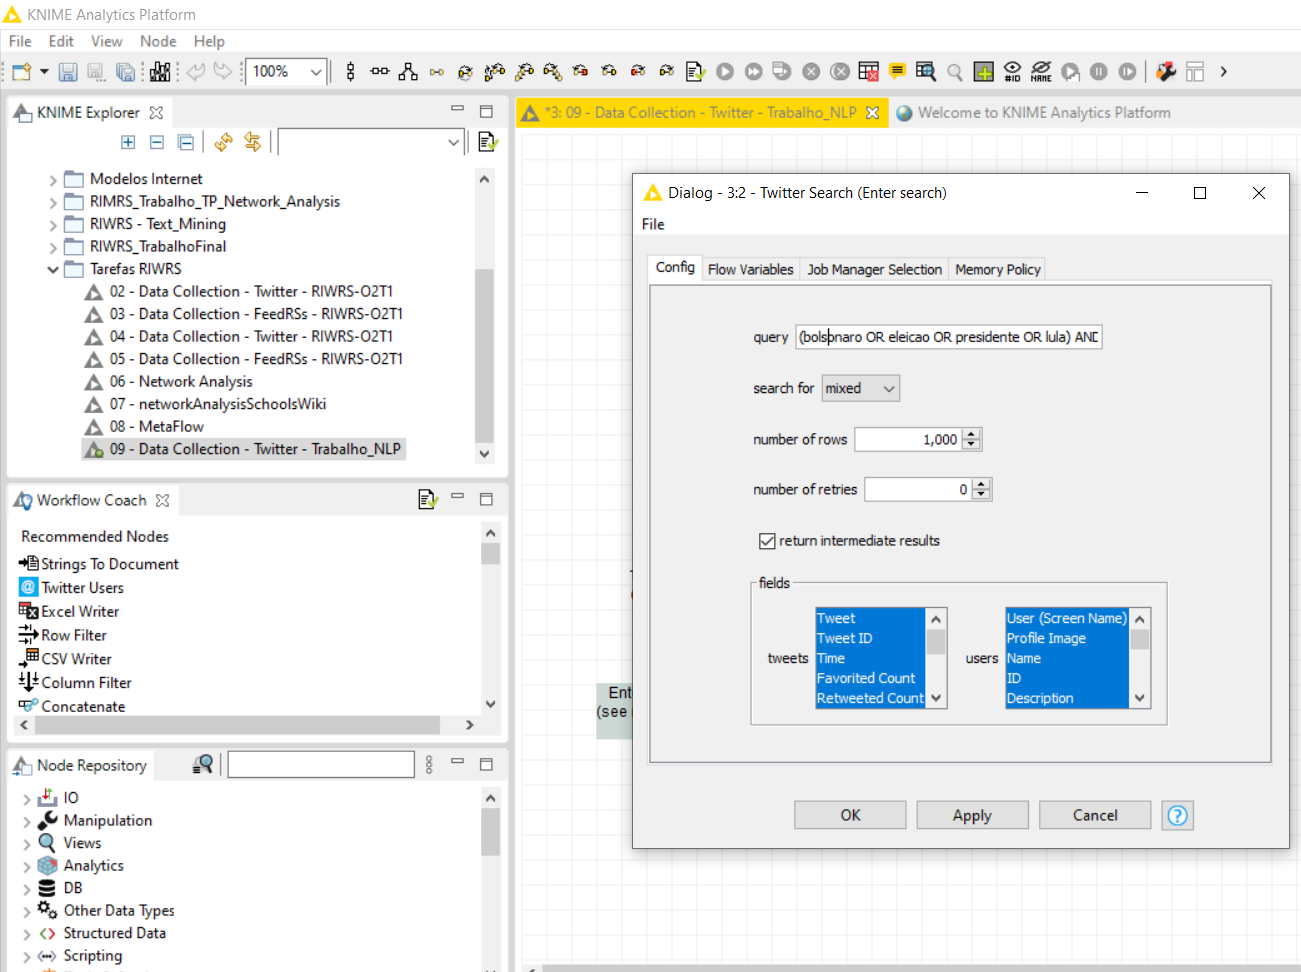 KNIME Analytics Platform
File Edit View Node Help
100%
#ID
NAME
KNIME Explorer
Modelos Internet
RIMRS_Trabalho_TP_Network_Analysis
RIWRS - Text_Mining
RIWRS_TrabalhoFinal
Tarefas RIWRS
02 - Data Collection - Twitter - RIWRS-O2T1
03 - Data Collection - FeedRSs - RIWRS-O2T1
04 - Data Collection - Twitter - RIWRS-O2T1
05 - Data Collection - FeedRSs - RIWRS-O2T1
06 - Network Analysis
07 - networkAnalysisSchoolsWiki
08 - MetaFlow
09 - Data Collection - Twitter - Trabalho_NLP
Workflow Coach
Recommended Nodes
Strings To Document
Twitter Users
Excel Writer
Row Filter
CSV Writer
Column Filter
Concatenate
Node Repository
IO
Manipulation
Views
Analytics
DB
Other Data Types
Structured Data
Scripting
*3: 09 - Data Collection - Twitter - Trabalho_NLP
Welcome to KNIME Analytics Platform
(see
Dialog - 3:2 - Twitter Search (Enter search)
File
Config Flow Variables Job Manager Selection Memory Policy
query (bolsonaro OR eleicao OR presidente OR lula) AND
search for mixed
number of rows 1,000
number of retries 0
return intermediate results
fields
tweets
Tweet
Tweet ID
Time
Favorited Count
Retweeted Count
users
User (Screen Name)
Profile Image
Name
ID
Description
OK Apply Cancel ?